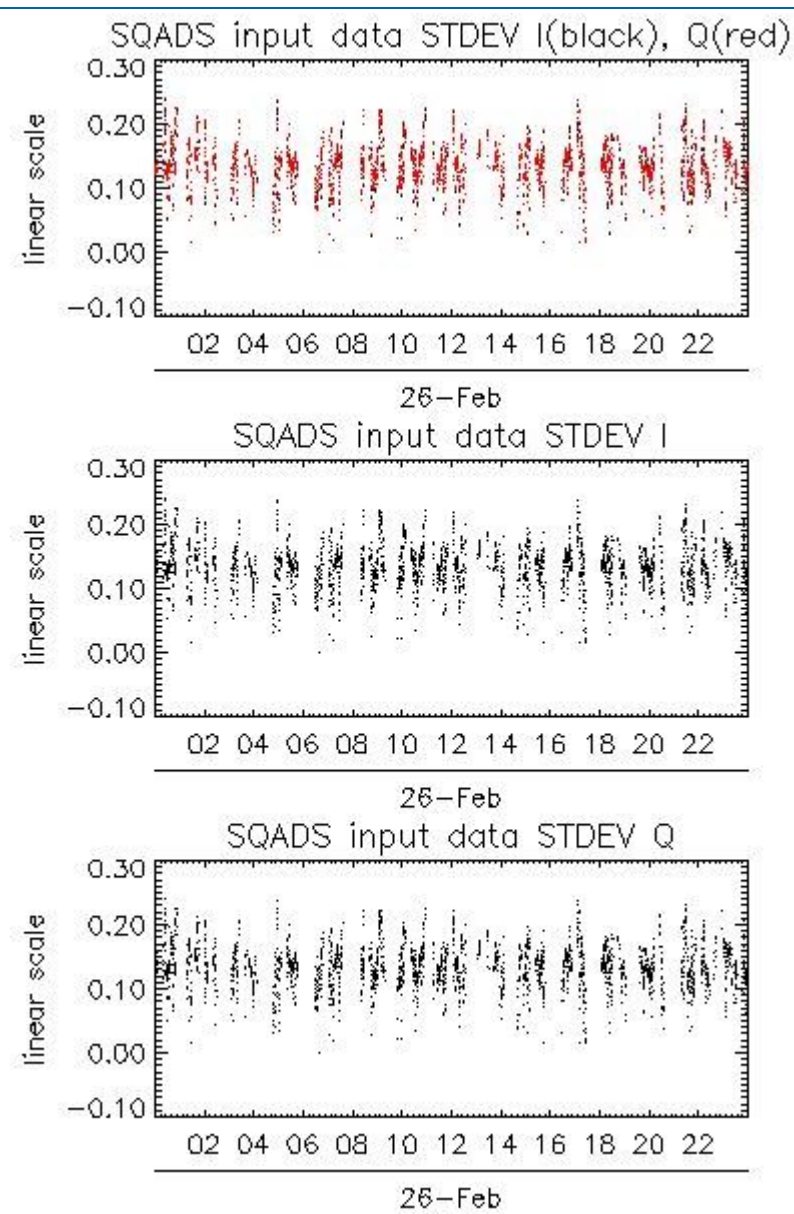 SQADS input data STDEV I(black), Q(red)
0.30
0.20
0.10
0.00
-0.10
linear scale
02 04 06 08 10 12 14 16 18 20 22
26-Feb
SQADS input data STDEV I
0.30
0.20
0.10
0.00
-0.10
linear scale
02 04 06 08 10 12 14 16 18 20 22
26-Feb
SQADS input data STDEV Q
0.30
0.20
0.10
0.00
-0.10
linear scale
02 04 06 08 10 12 14 16 18 20 22
26-Feb